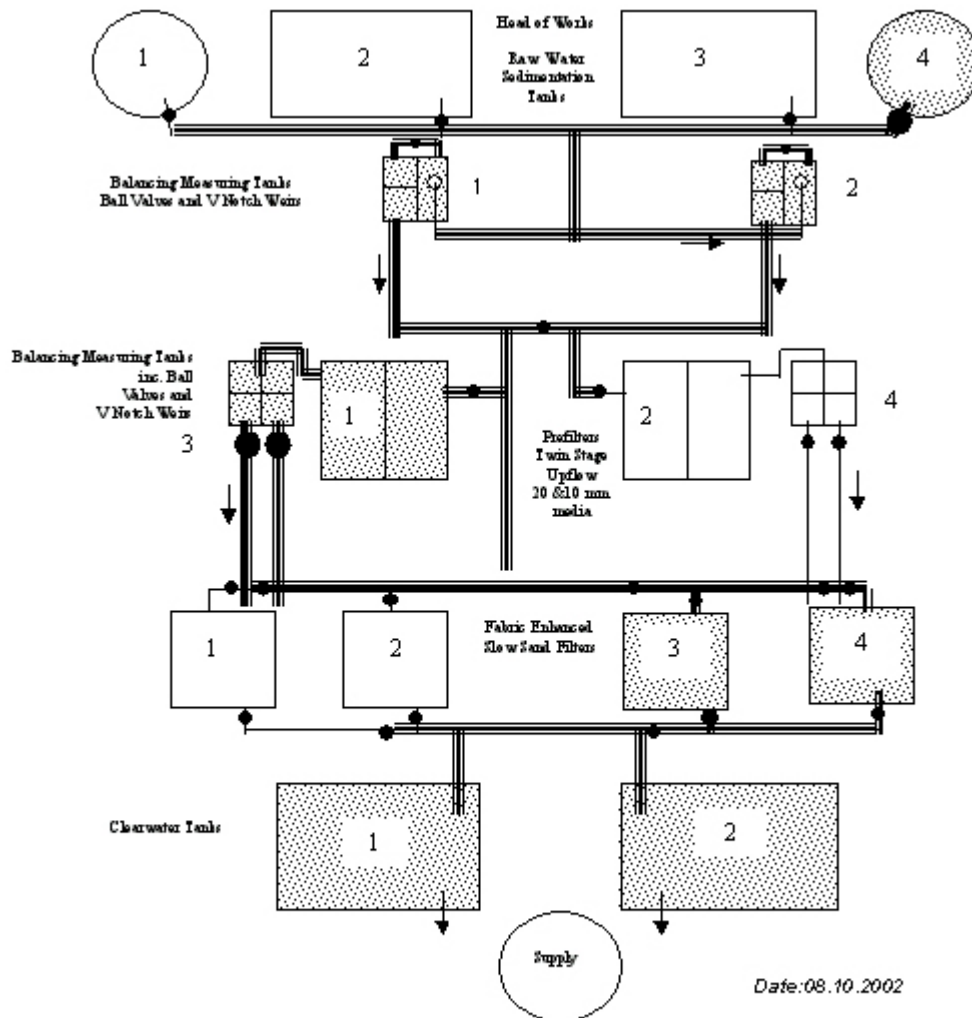 Head of Works
1
2
3
4
Raw Water
Sedimentation
Tanks
Balancing Measuring Tanks
Ball Valves and V Notch Weirs
1
2
Balancing Measuring Tanks
inc. Ball
Valves and
V Notch Weirs
3
1
2
4
Prefilters
Twin Stage
Upflow
20 &10 mm
media
1
2
Fabric Enhanced
Slow Sand Filters
3
4
Clearwater Tanks
1
2
Supply
Date:08.10.2002